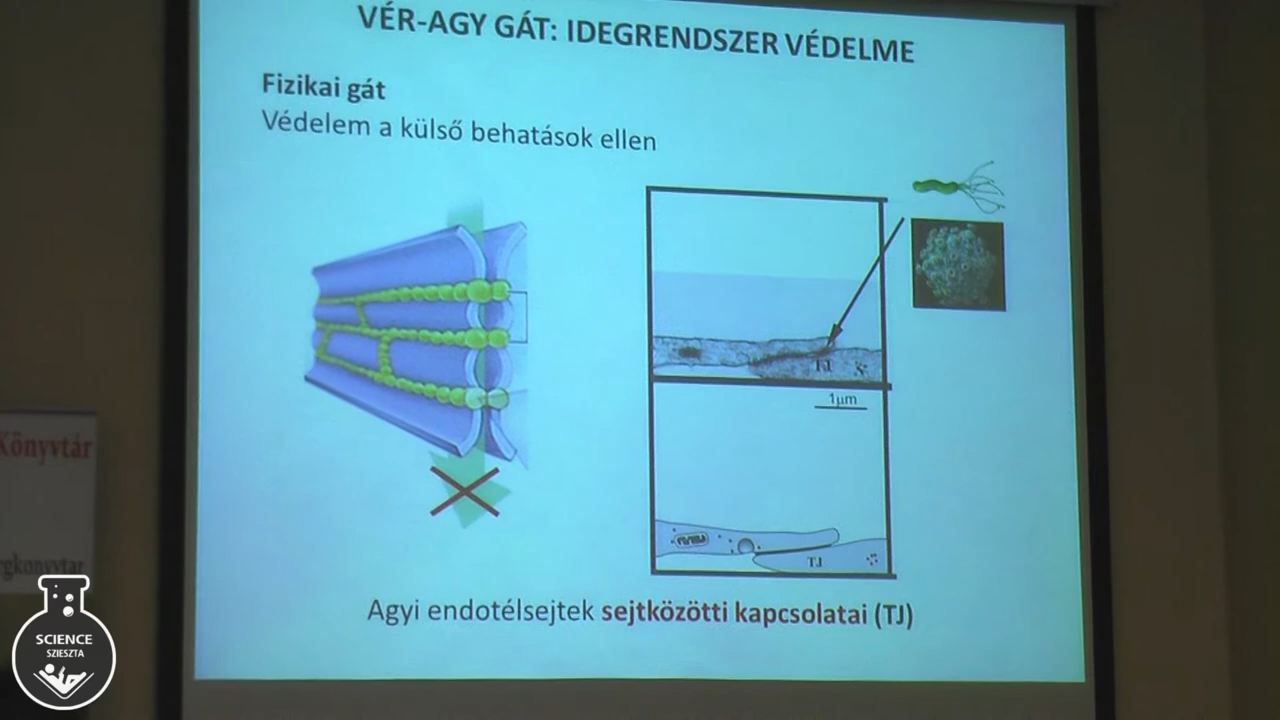 VÉR-AGY GÁT: IDEGRENDSZER VÉDELME
Fizikai gát
Védelem a külső behatások ellen
TJ
1μm
TJ
Agyi endotélsejtek sejtközötti kapcsolatai (TJ)
Könyvtár
SCIENCE
SZIESZTA